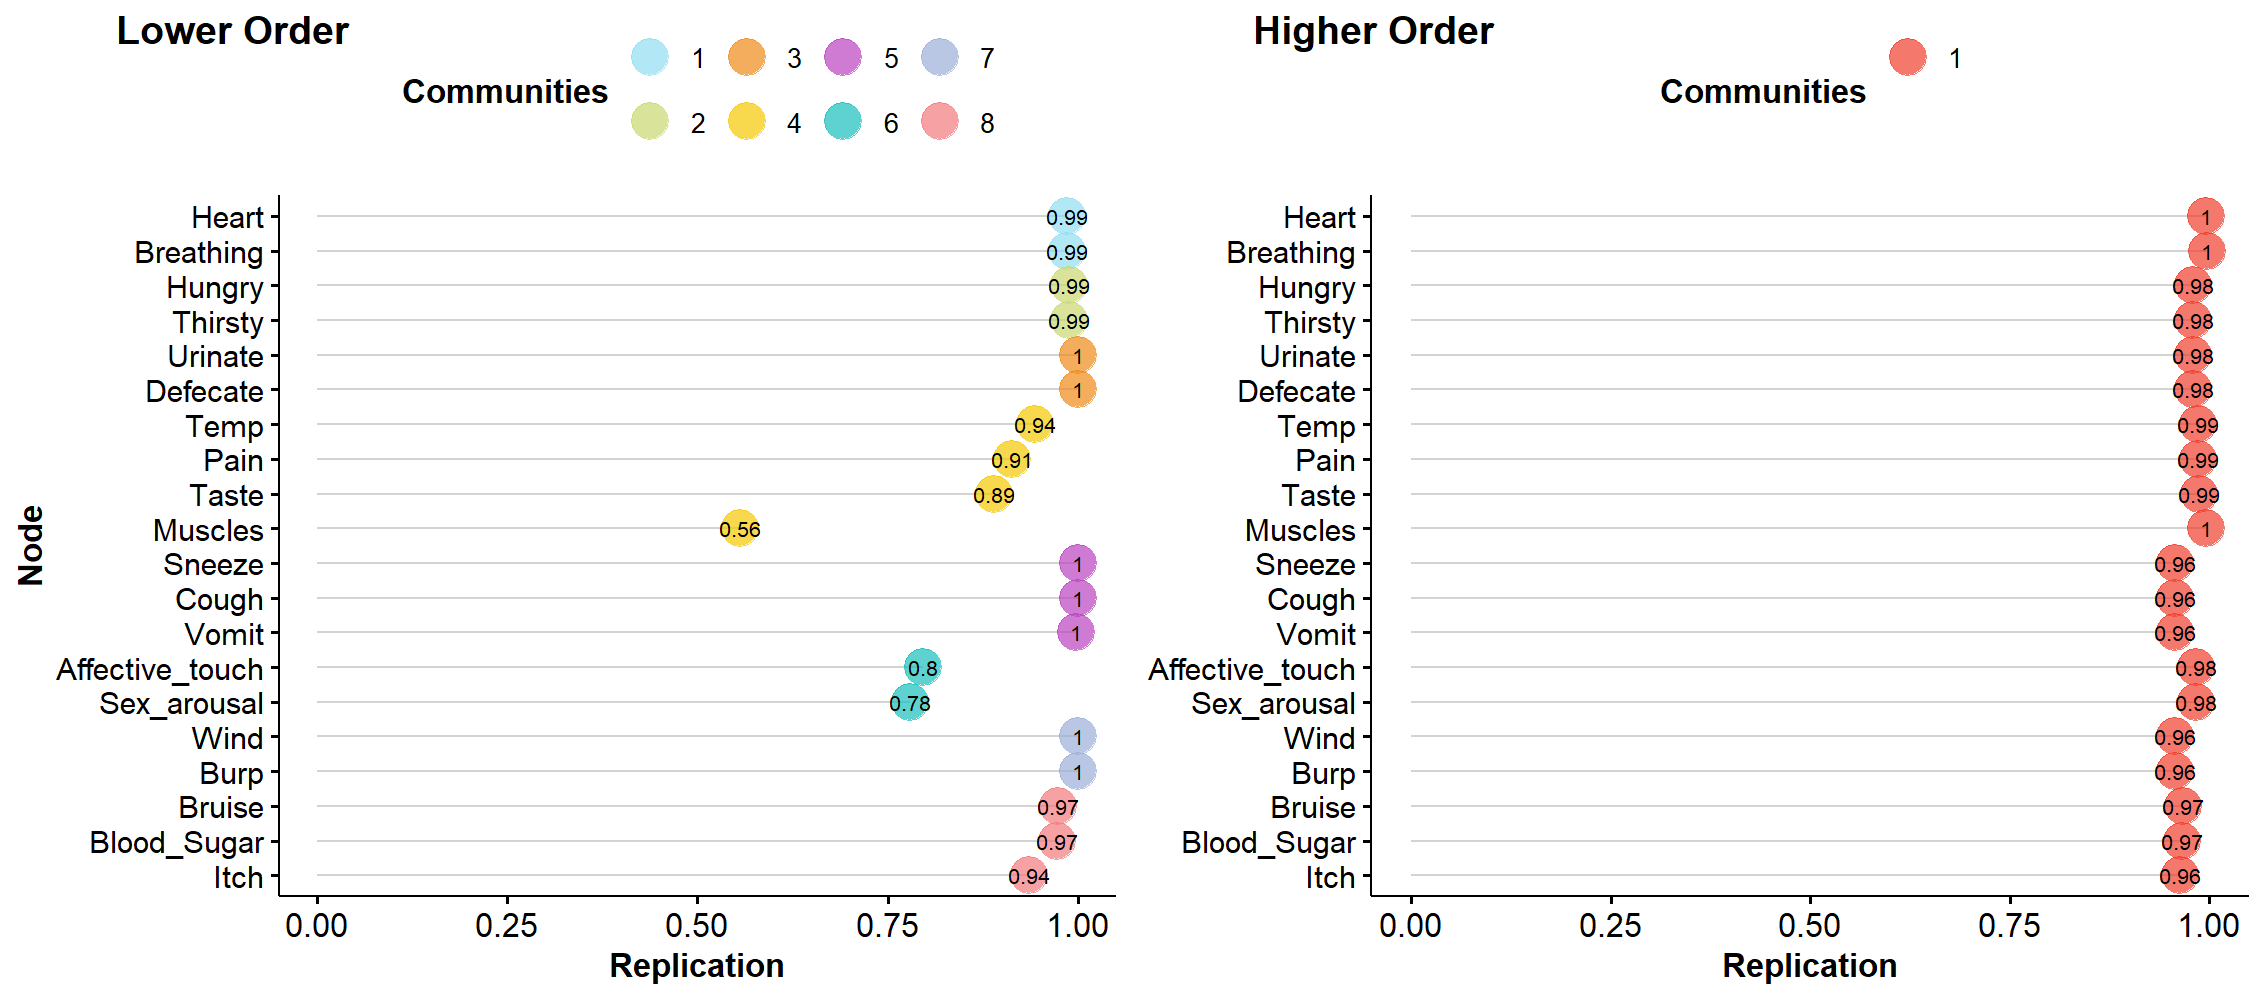 Lower Order
Communities
1 3 5 7
2 4 6 8
Node
Heart 0.99
Breathing 0.99
Hungry 0.99
Thirsty 0.99
Urinate 1
Defecate 1
Temp 0.94
Pain 0.91
Taste 0.89
Muscles 0.56
Sneeze 1
Cough 1
Vomit 1
Affective_touch 0.8
Sex_arousal 0.78
Wind 1
Burp 1
Bruise 0.97
Blood_Sugar 0.97
Itch 0.94
0.00 0.25 0.50 0.75 1.00
Replication
Higher Order
Communities
1
Heart 1
Breathing 1
Hungry 0.98
Thirsty 0.98
Urinate 0.98
Defecate 0.98
Temp 0.99
Pain 0.99
Taste 0.99
Muscles 1
Sneeze 0.96
Cough 0.96
Vomit 0.96
Affective_touch 0.98
Sex_arousal 0.98
Wind 0.96
Burp 0.96
Bruise 0.97
Blood_Sugar 0.97
Itch 0.96
0.00 0.25 0.50 0.75 1.00
Replication